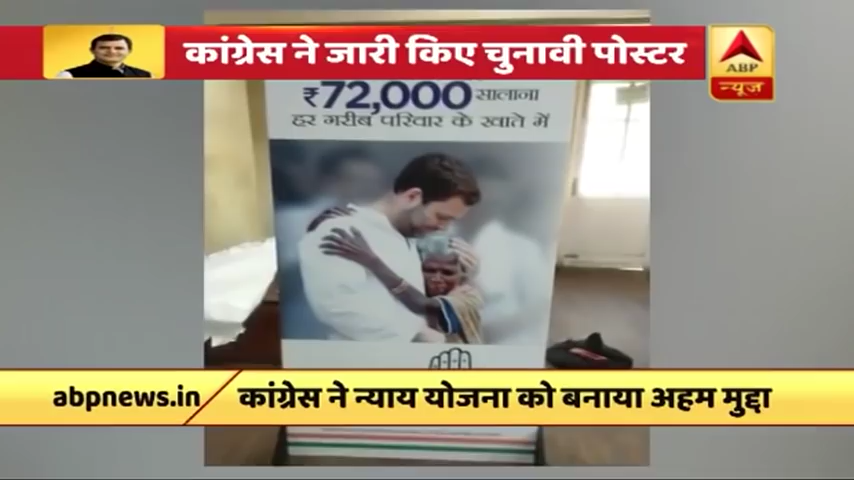 कांग्रेस ने जारी किए चुनावी पोस्टर
ABP
न्यूज़
₹72,000 सालाना
हर गरीब परिवार के खाते में
abpnews.in
कांग्रेस ने न्याय योजना को बनाया अहम मुद्दा